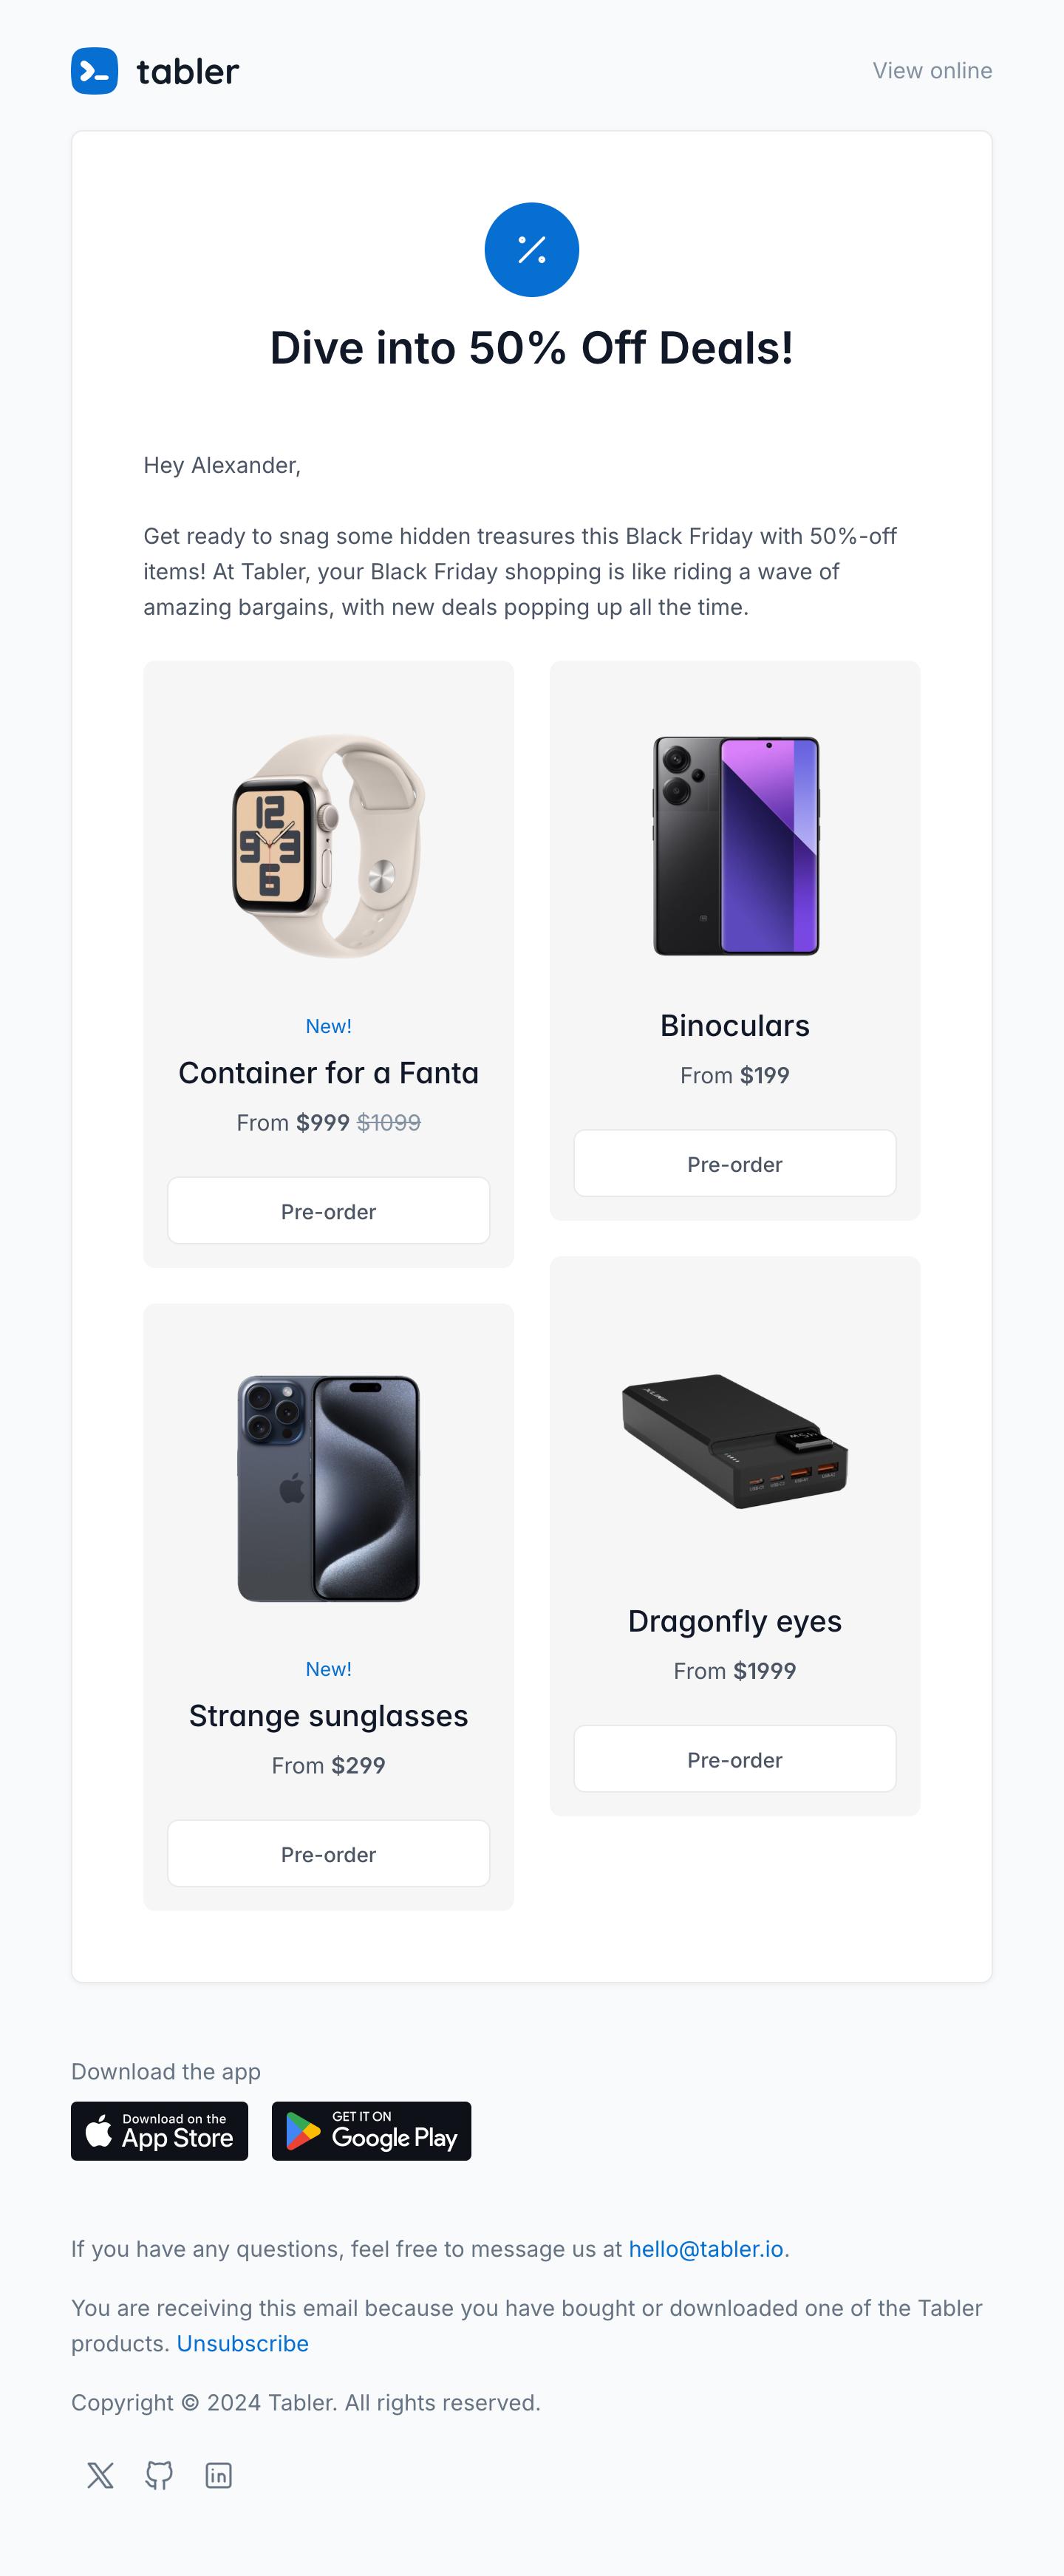 tabler
View online
Dive into 50% Off Deals!
Hey Alexander,
Get ready to snag some hidden treasures this Black Friday with 50%-off
items! At Tabler, your Black Friday shopping is like riding a wave of
amazing bargains, with new deals popping up all the time.
12
9 3
6
New!
Container for a Fanta
From $999 $1099
Pre-order
Binoculars
From $199
Pre-order
New!
Strange sunglasses
From $299
Pre-order
Dragonfly eyes
From $1999
Pre-order
Download the app
Download on the
App Store
GET IT ON
Google Play
If you have any questions, feel free to message us at hello@tabler.io.
You are receiving this email because you have bought or downloaded one of the Tabler
products. Unsubscribe
Copyright © 2024 Tabler. All rights reserved.